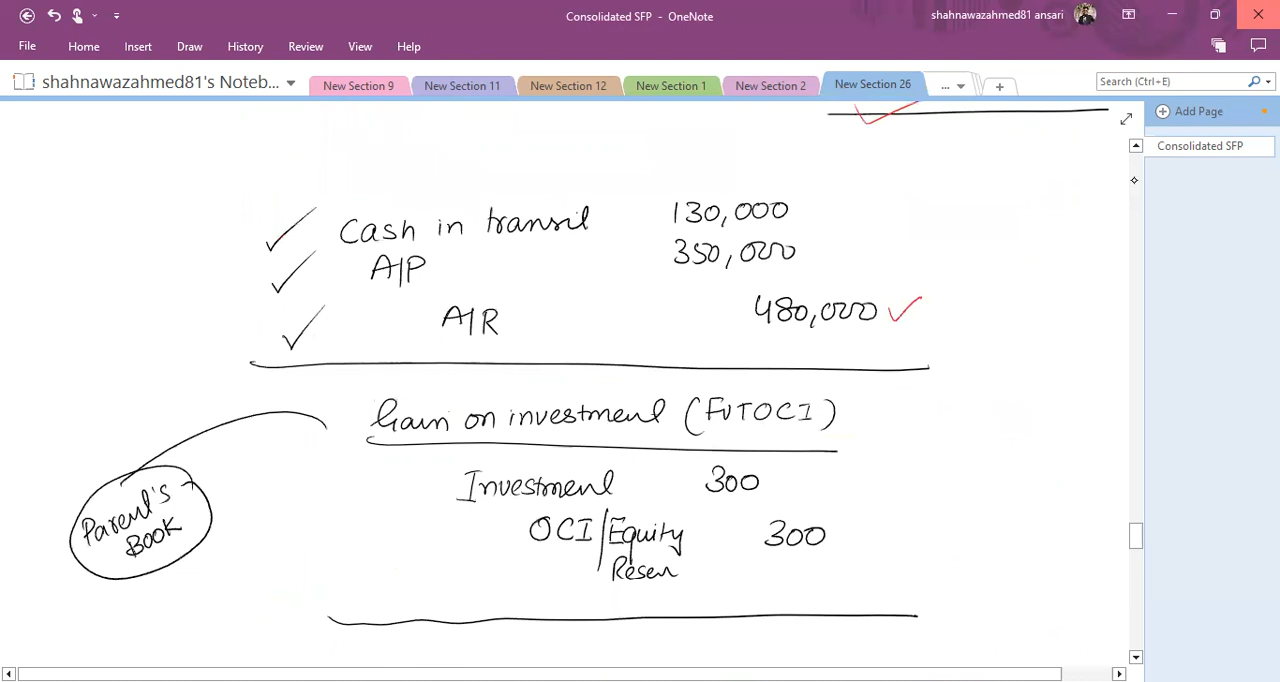 Consolidated SFP - OneNote
shahnawazahmed81 ansari
File Home Insert Draw History Review View Help
shahnawazahmed81's Noteb... New Section 9 New Section 11 New Section 12 New Section 1 New Section 2 New Section 26 ... Search (Ctrl+E)
Add Page
Consolidated SFP
Cash in transit 130,000
A/P 350,000
A/R 480,000
Gain on investment (FVTOCI)
Investment 300
OCI/Equity 300
Reser
Parent's
BOOK